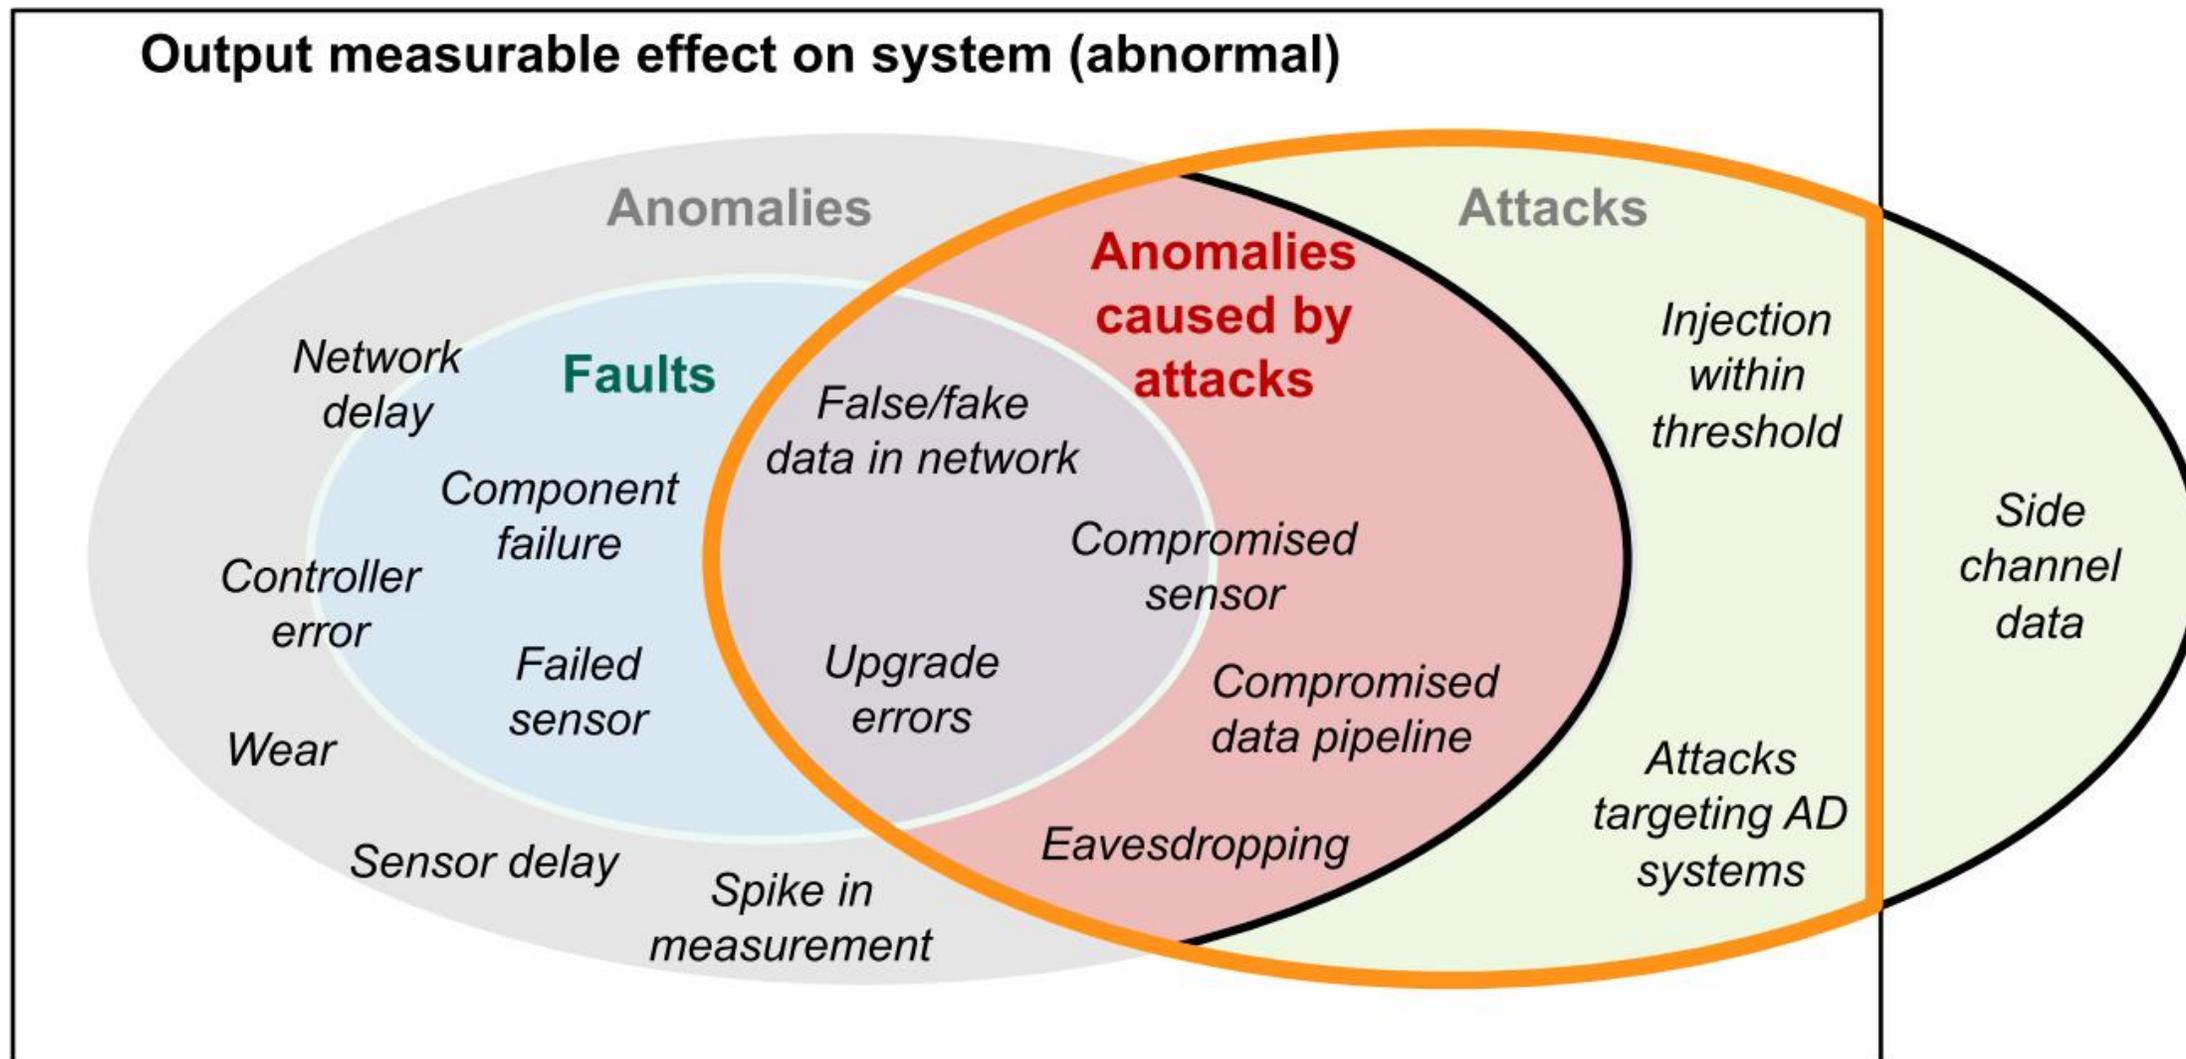 Output measurable effect on system (abnormal)
Anomalies
Attacks
Anomalies
caused by
attacks
Faults
Network
delay
Component
failure
Controller
error
Failed
sensor
Wear
Sensor delay
Spike in
measurement
False/fake
data in network
Compromised
sensor
Upgrade
errors
Compromised
data pipeline
Eavesdropping
Injection
within
threshold
Attacks
targeting AD
systems
Side
channel
data